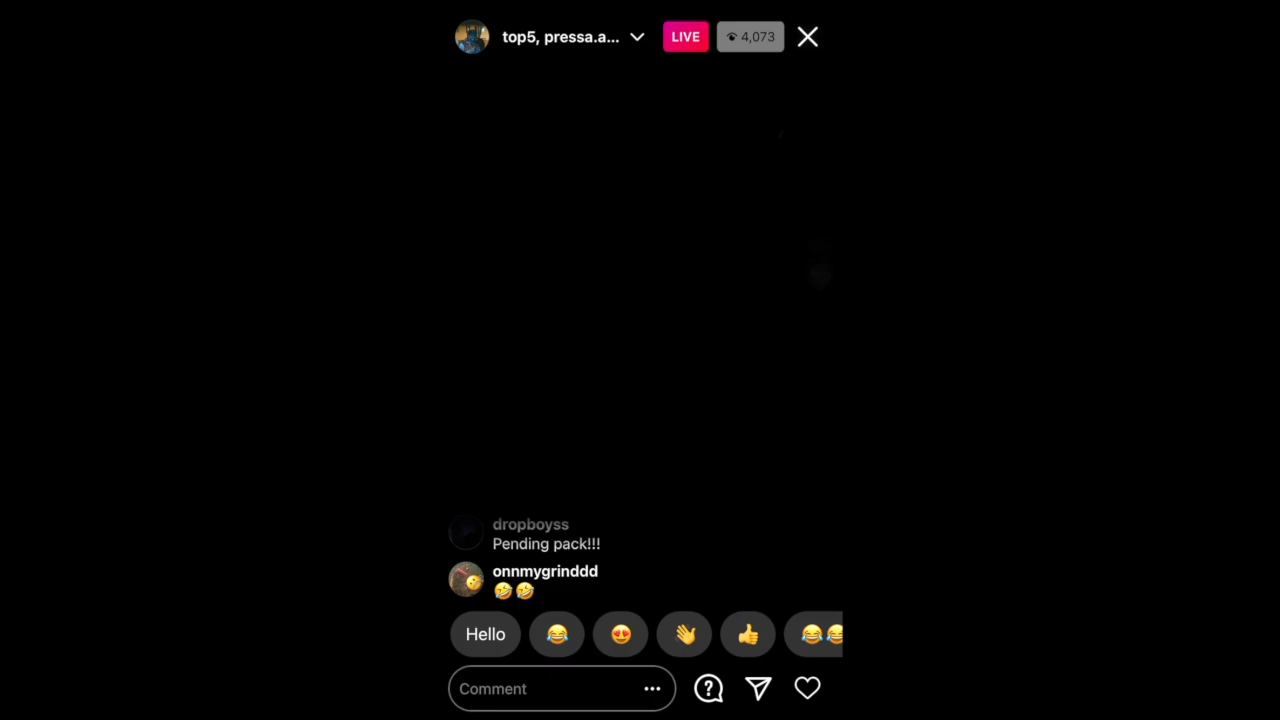 top5, pressa.a...
LIVE
4,073
dropboyss
Pending pack!!!
onnmygrinddd
🤣🤣
Hello
Comment